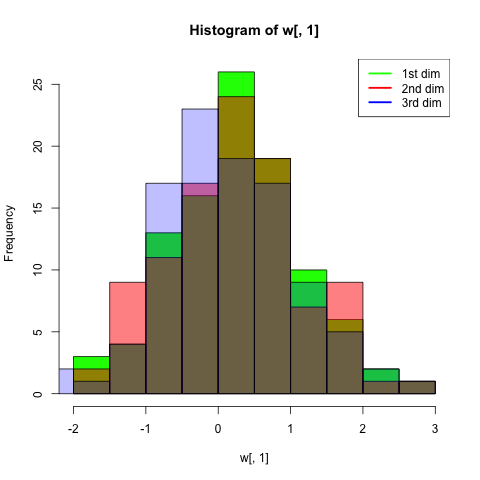 Histogram of w[, 1]
1st dim
2nd dim
3rd dim
Frequency
25
20
15
10
5
0
-2 -1 0 1 2 3
w[, 1]